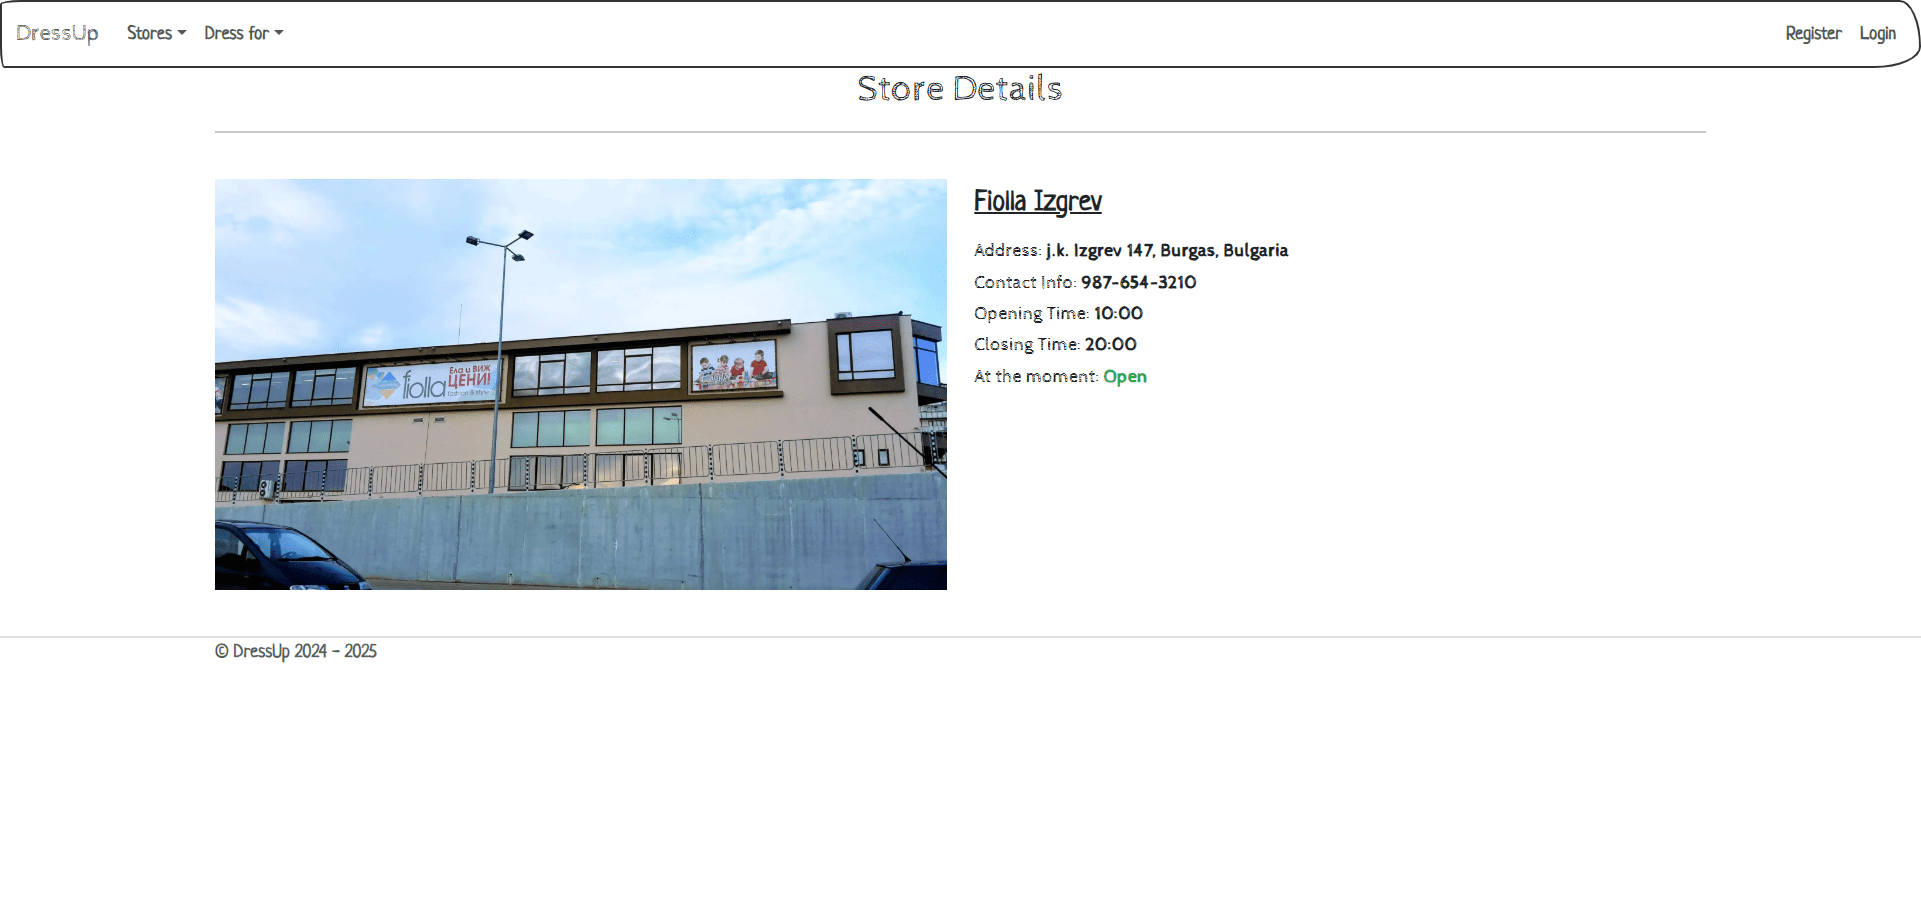 DressUp Stores Dress for Register Login
Store Details
Fiolla Izgrev
Address: j.k. Izgrev 147, Burgas, Bulgaria
Contact Info: 987-654-3210
Opening Time: 10:00
Closing Time: 20:00
At the moment: Open
fiolla
Ела и ВИЖ
ЦЕНИ!
© DressUp 2024 - 2025